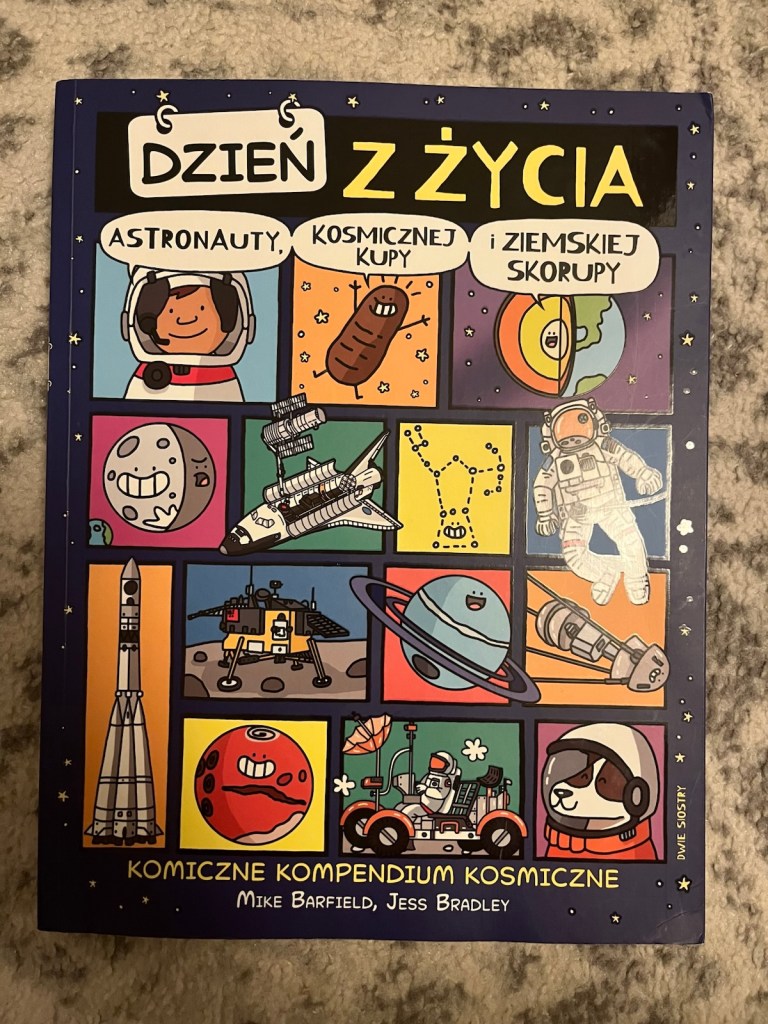 DZIEŃ Z ŻYCIA
ASTRONAUTY,
KOSMICZNEJ
KUPY
i ZIEMSKIEJ
SKORUPY
DWIE SIOSTRY
KOMICZNE KOMPENDIUM KOSMICZNE
MIKE BARFIELD, JESS BRADLEY